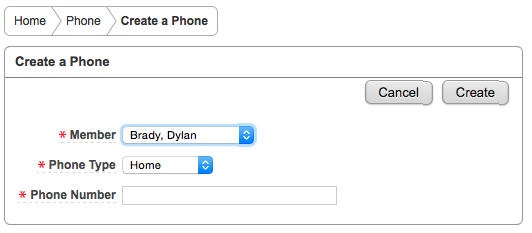 Home Phone Create a Phone
Create a Phone
Cancel Create
* Member Brady, Dylan
* Phone Type Home
* Phone Number